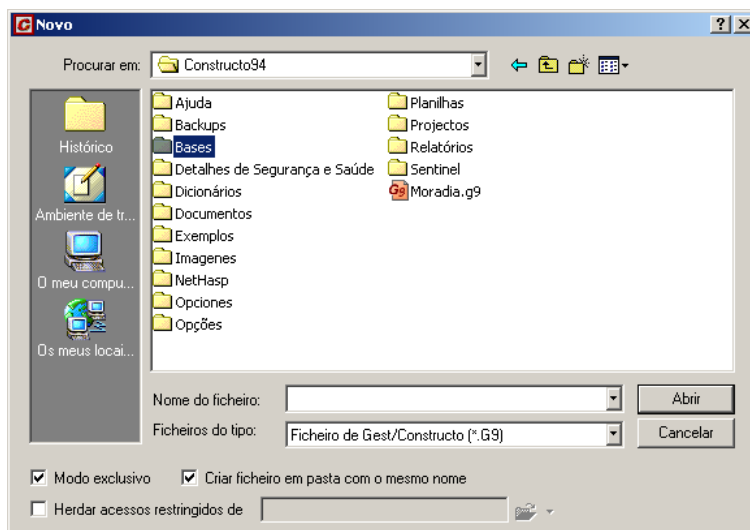 Novo
Procurar em: Constructo94
Histórico
Ambiente de tr...
O meu compu...
Os meus locai...
Ajuda
Backups
Bases
Detalhes de Segurança e Saúde
Dicionários
Documentos
Exemplos
Imagenes
NetHasp
Opciones
Opções
Planilhas
Projectos
Relatórios
Sentinel
Moradia.g9
Nome do ficheiro: Abrir
Ficheiros do tipo: Ficheiro de Gest/Constructo (*.G9) Cancelar
Modo exclusivo Criar ficheiro em pasta com o mesmo nome
Herdar acessos restringidos de